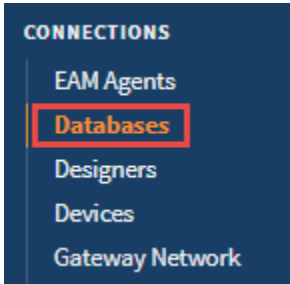 CONNECTIONS
EAM Agents
Databases
Designers
Devices
Gateway Network